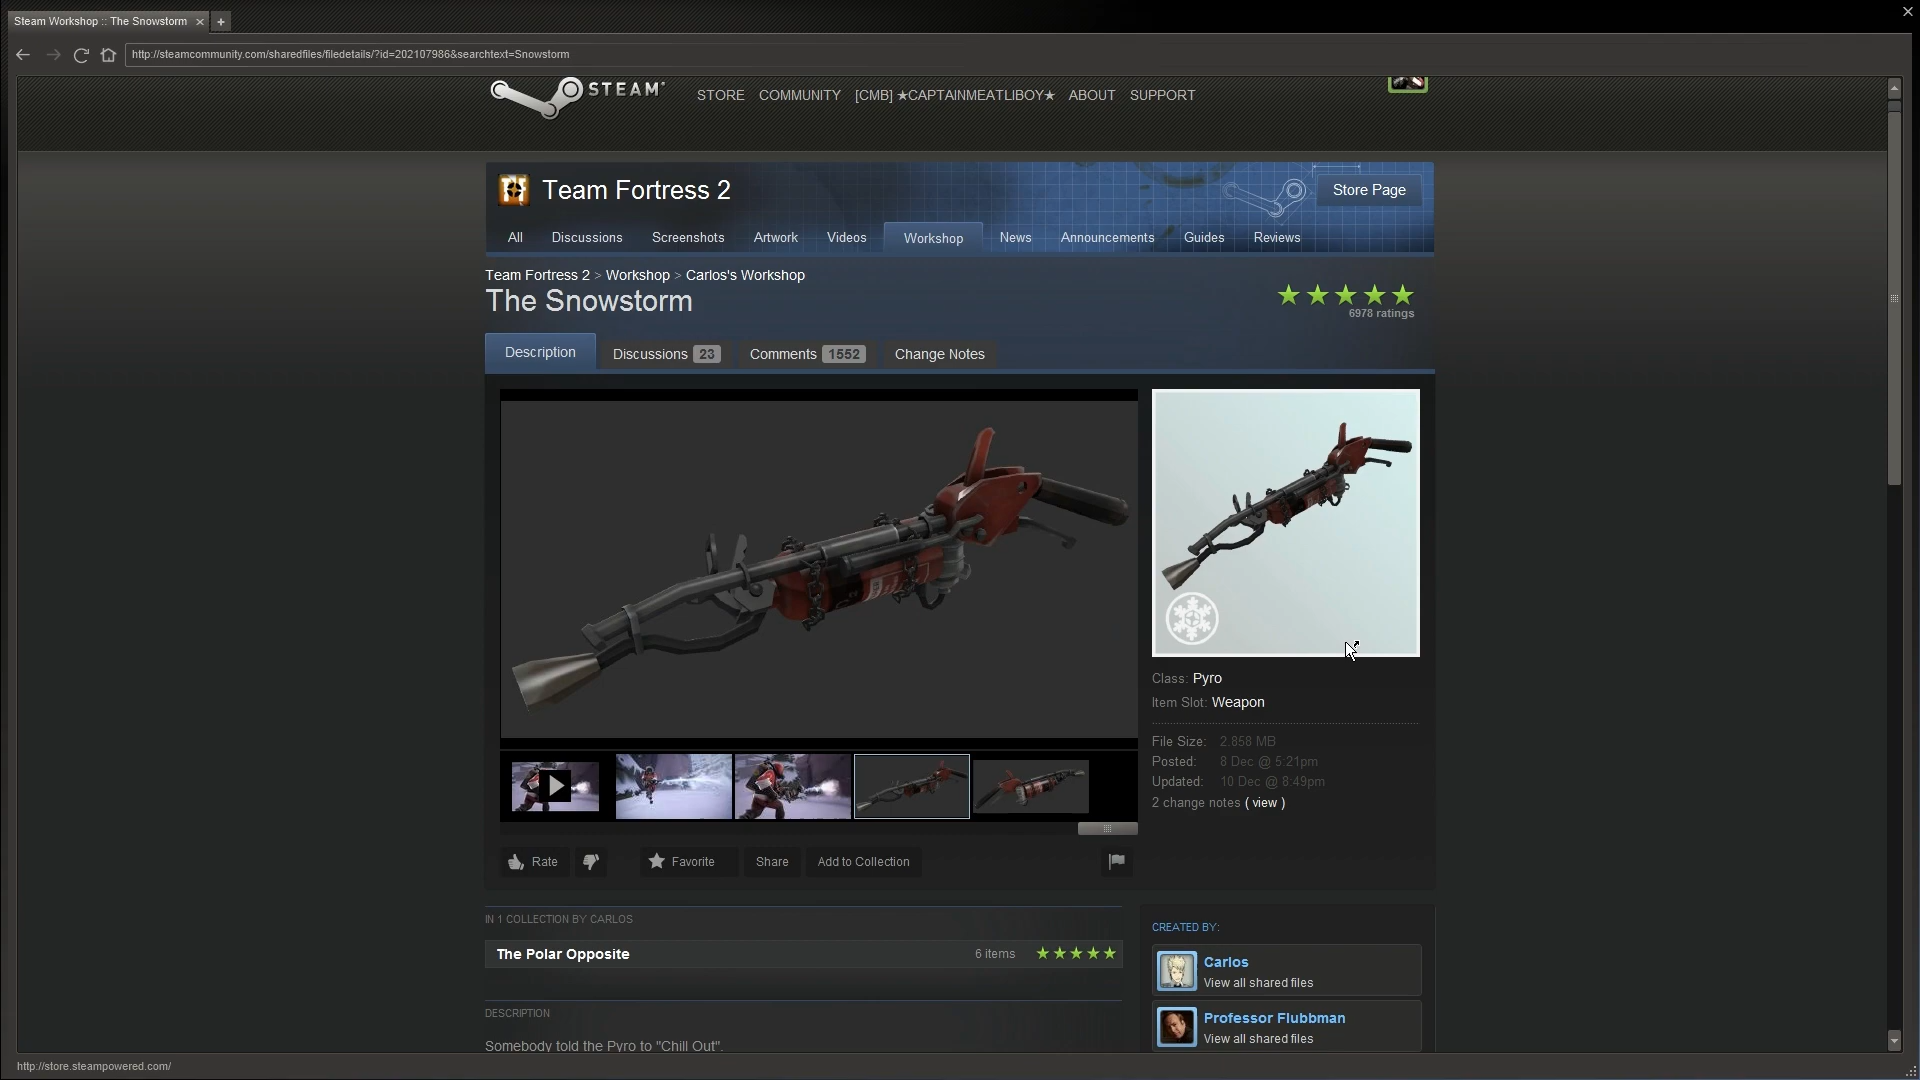 Steam Workshop :: The Snowstorm
http://steamcommunity.com/sharedfiles/filedetails/?id=202107986&searchtext=Snowstorm
STEAM
STORE COMMUNITY [CMB] ★CAPTAINMEATLIBOY★ ABOUT SUPPORT
Team Fortress 2
Store Page
All Discussions Screenshots Artwork Videos Workshop News Announcements Guides Reviews
Team Fortress 2 > Workshop > Carlos's Workshop
The Snowstorm
6978 ratings
Description Discussions 23 Comments 1552 Change Notes
Class: Pyro
Item Slot: Weapon
File Size: 2.858 MB
Posted: 8 Dec @ 5:21pm
Updated: 10 Dec @ 8:49pm
2 change notes ( view )
Rate Favorite Share Add to Collection
IN 1 COLLECTION BY CARLOS
The Polar Opposite 6 items
CREATED BY:
Carlos
View all shared files
Professor Flubbman
View all shared files
DESCRIPTION
Somebody told the Pyro to "Chill Out".
http://store.steampowered.com/